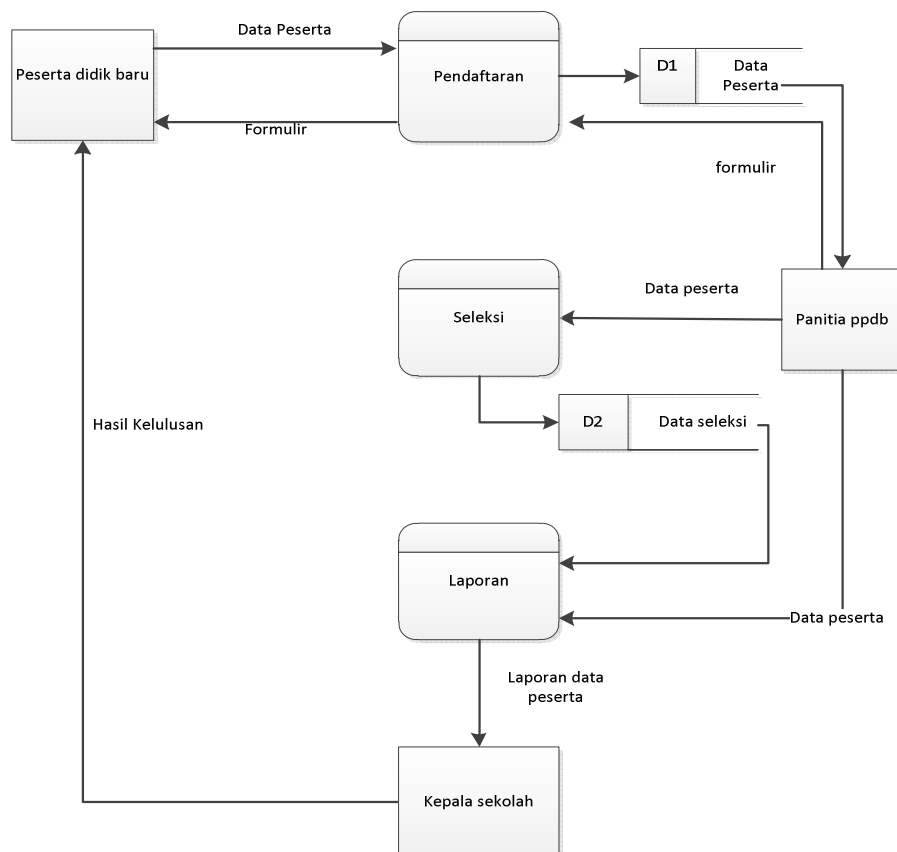 Data Peserta
Peserta didik baru
Pendaftaran
D1
Data
Peserta
Formulir
formulir
Data peserta
Seleksi
Panitia ppdb
Hasil Kelulusan
D2
Data seleksi
Laporan
Data peserta
Laporan data
peserta
Kepala sekolah